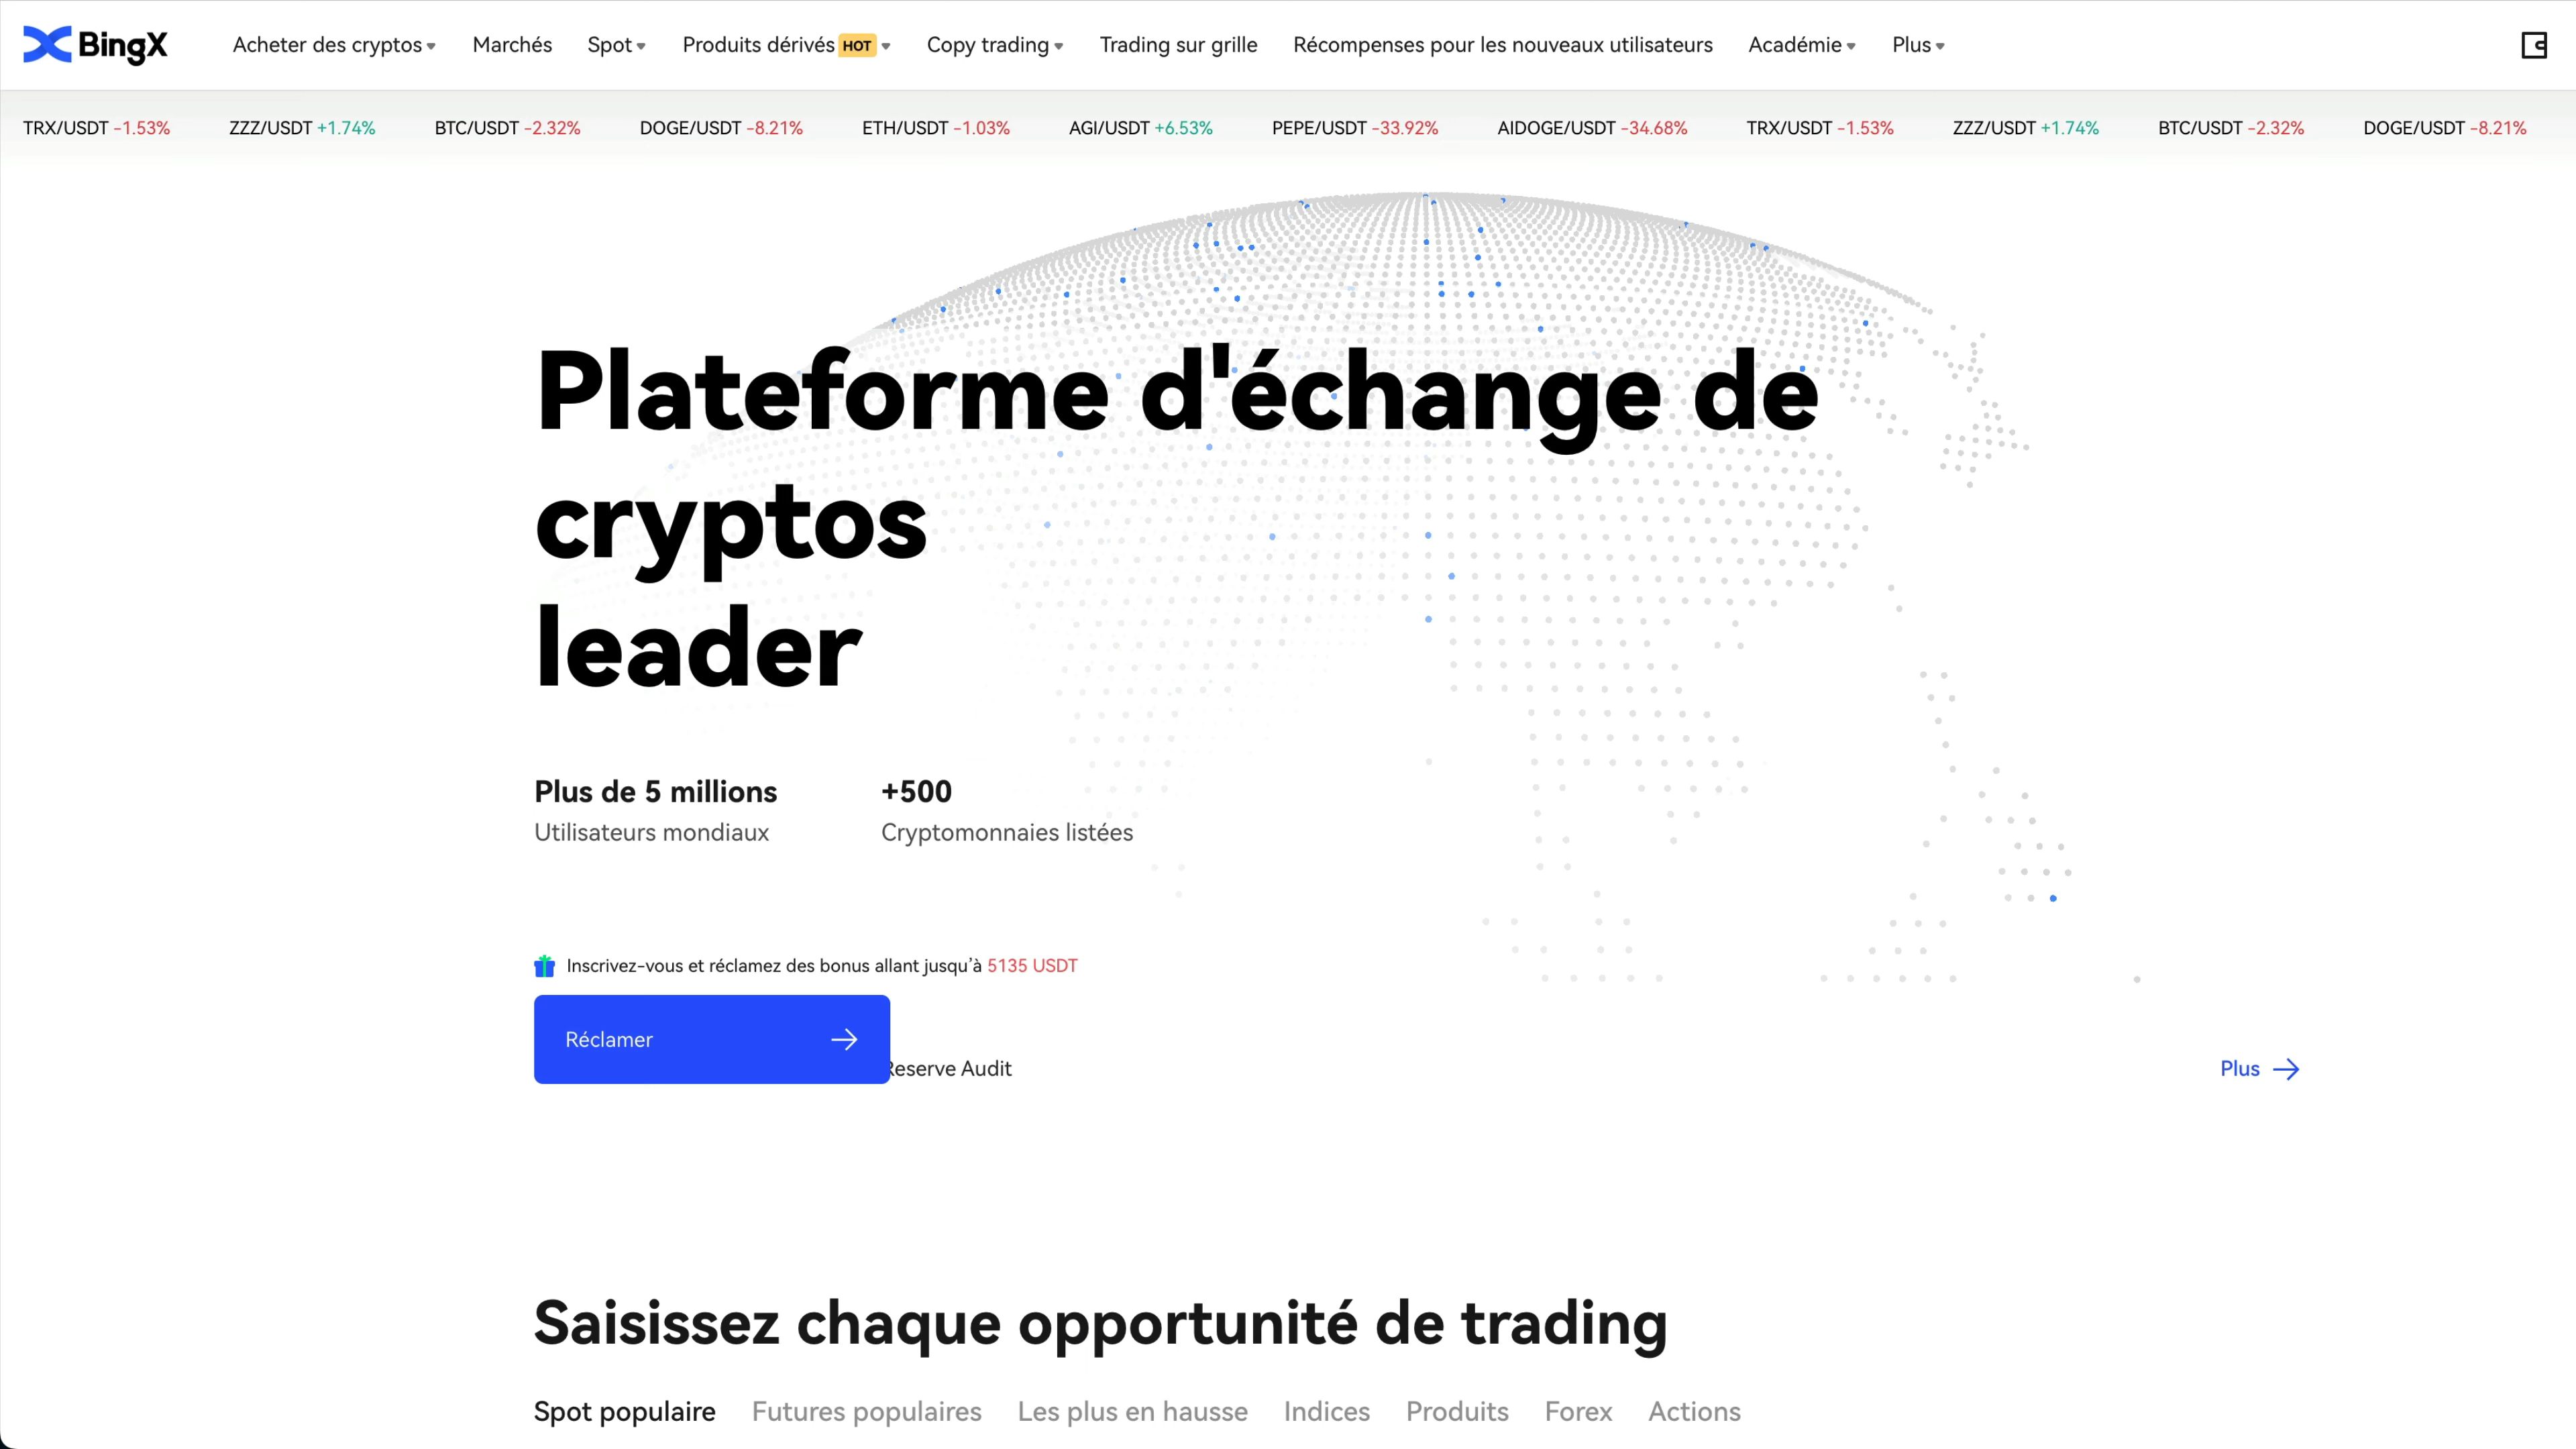 BingX Acheter des cryptos Marchés Spot Produits dérivés HOT Copy trading Trading sur grille Récompenses pour les nouveaux utilisateurs Académie Plus
TRX/USDT -1.53% ZZZ/USDT +1.74% BTC/USDT -2.32% DOGE/USDT -8.21% ETH/USDT -1.03% AGI/USDT +6.53% PEPE/USDT -33.92% AIDOGE/USDT -34.68% TRX/USDT -1.53% ZZZ/USDT +1.74% BTC/USDT -2.32% DOGE/USDT -8.21%
Plateforme d'échange de
cryptos
leader
Plus de 5 millions +500
Utilisateurs mondiaux Cryptomonnaies listées
Inscrivez-vous et réclamez des bonus allant jusqu’à 5135 USDT
Réclamer
Reserve Audit Plus
Saisissez chaque opportunité de trading
Spot populaire Futures populaires Les plus en hausse Indices Produits Forex Actions